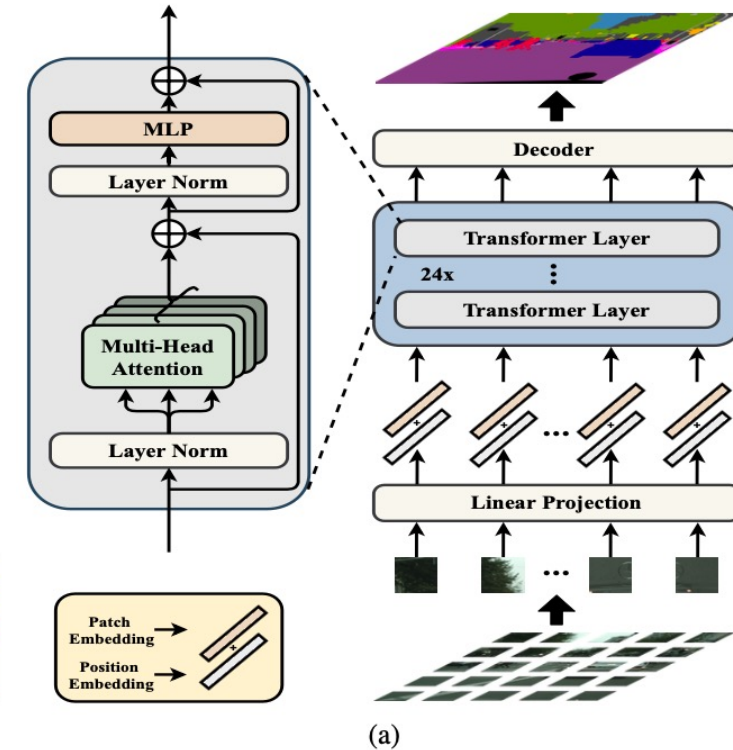 MLP
Layer Norm
Multi-Head
Attention
Layer Norm
Patch
Embedding
Position
Embedding
+
Decoder
Transformer Layer
24x
Transformer Layer
+ + ... + +
Linear Projection
...
(a)